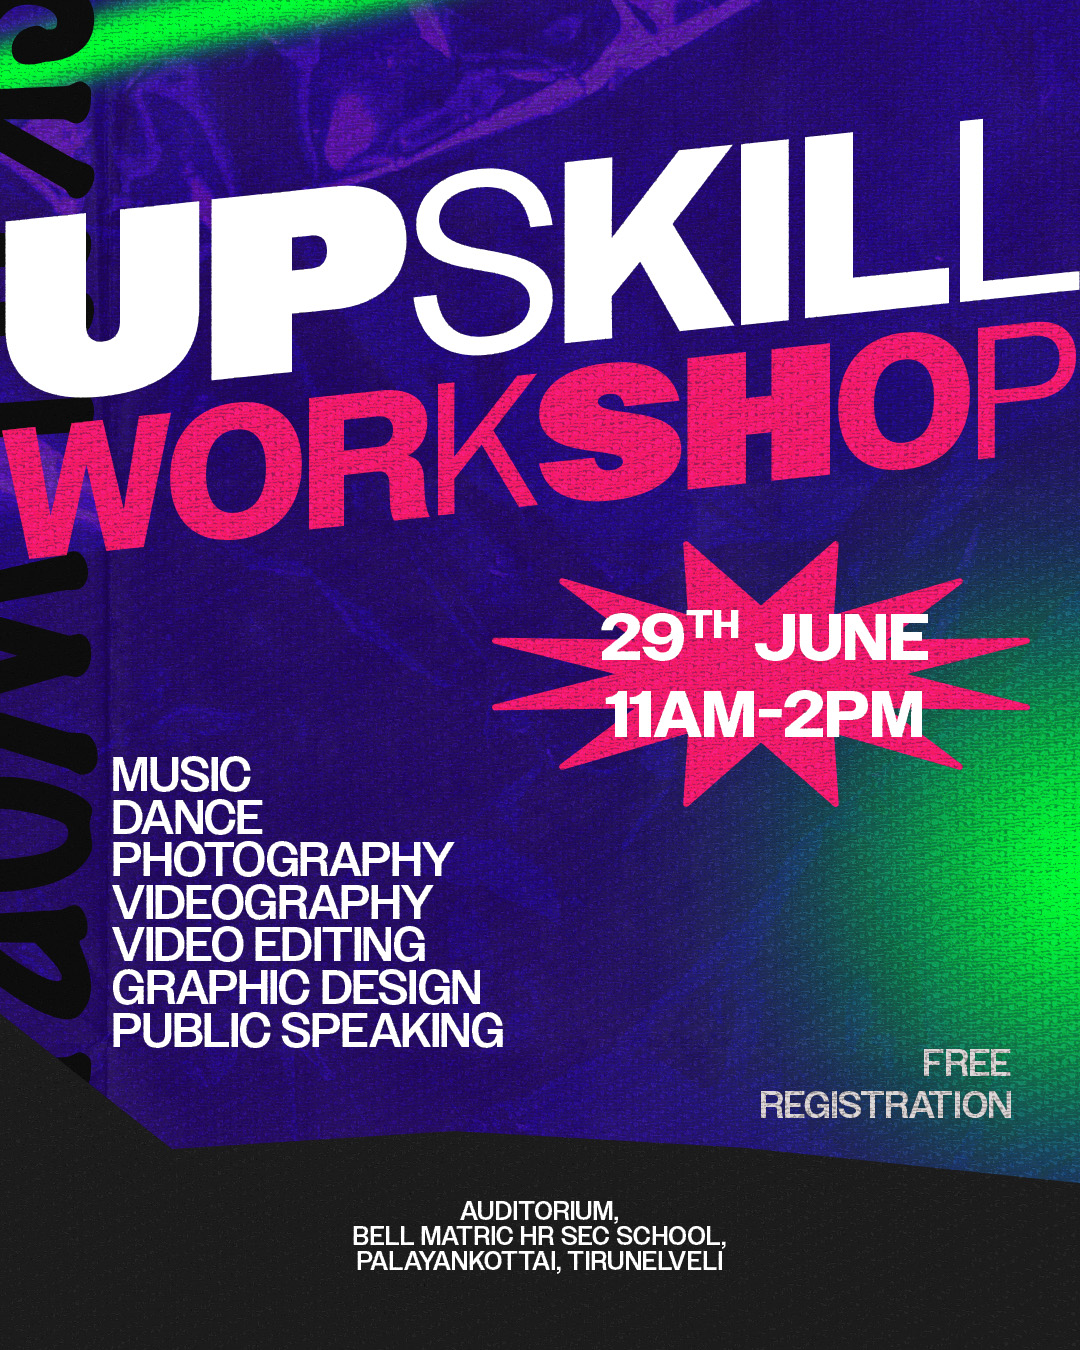 UPSKILL
WORKSHOP
29TH JUNE
11AM-2PM
MUSIC
DANCE
PHOTOGRAPHY
VIDEOGRAPHY
VIDEO EDITING
GRAPHIC DESIGN
PUBLIC SPEAKING
FREE
REGISTRATION
AUDITORIUM,
BELL MATRIC HR SEC SCHOOL,
PALAYANKOTTAI, TIRUNELVELI